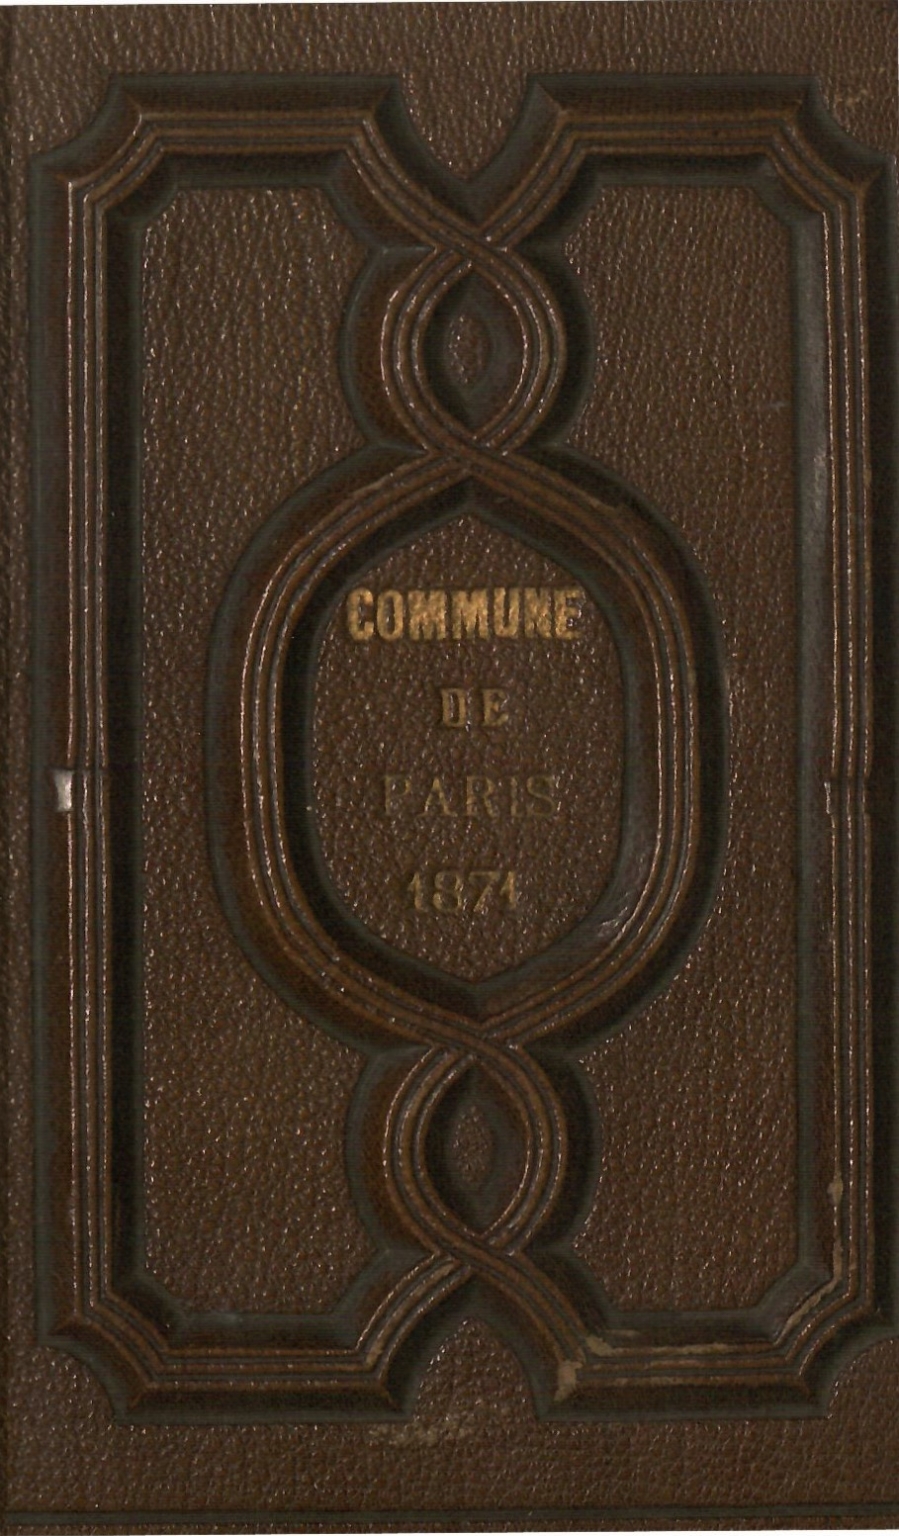 COMMUNE
DE
PARIS
1871